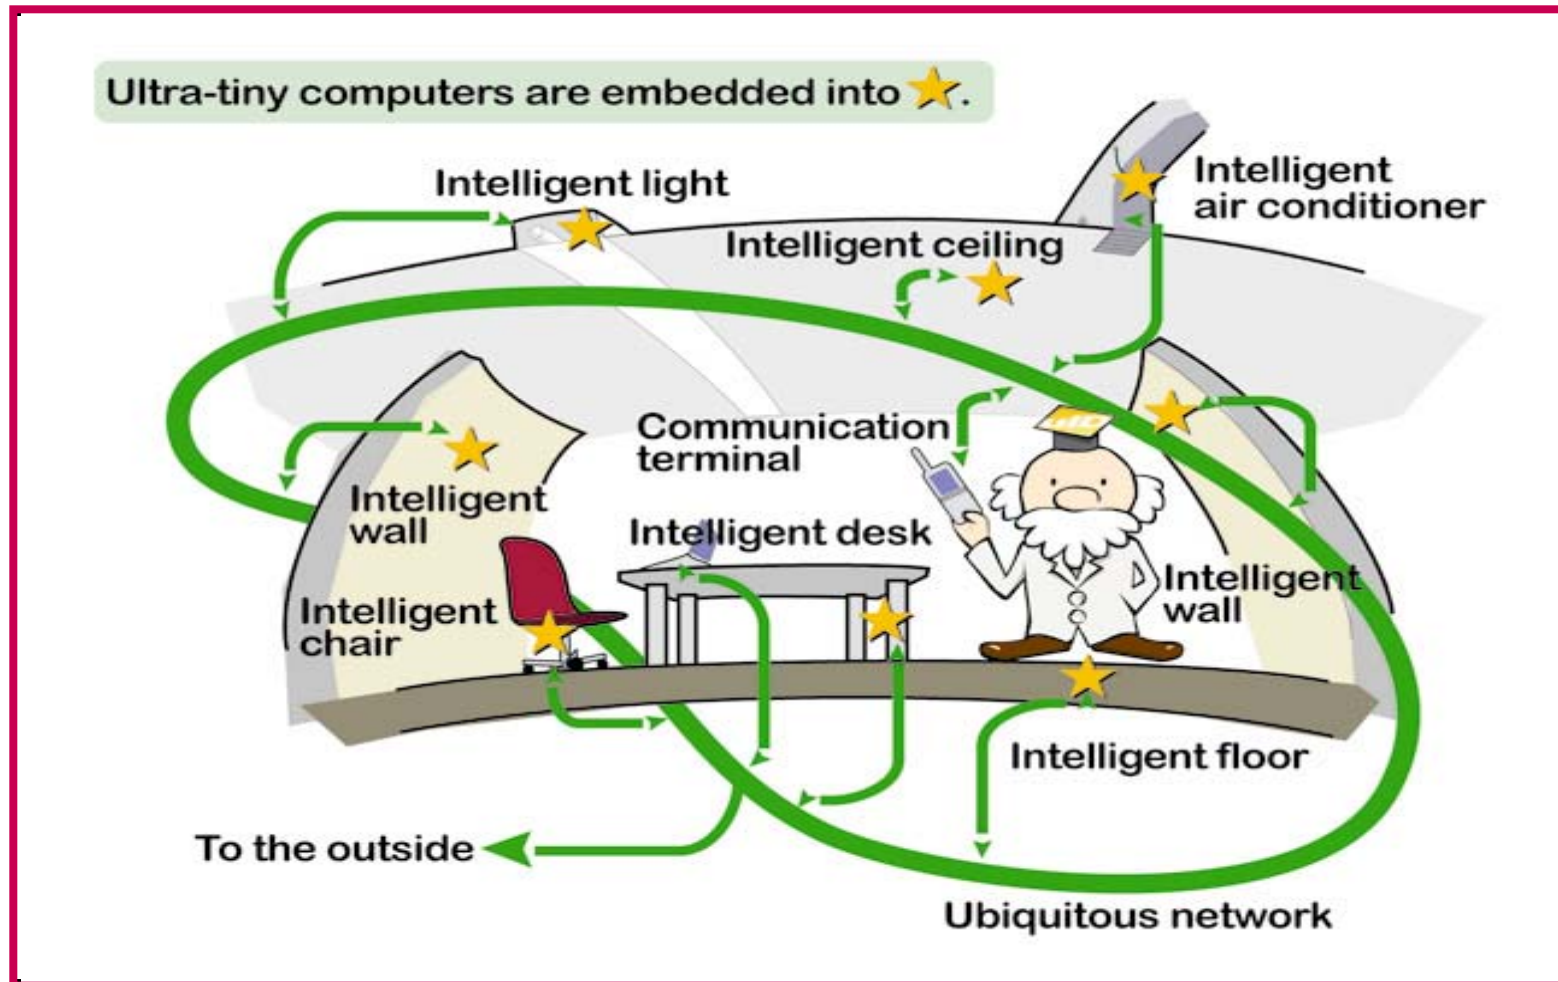 Ultra-tiny computers are embedded into ★.
Intelligent light
Intelligent
air conditioner
Intelligent ceiling
Communication
terminal
Intelligent
wall
Intelligent desk
Intelligent
wall
Intelligent
chair
Intelligent floor
To the outside
Ubiquitous network